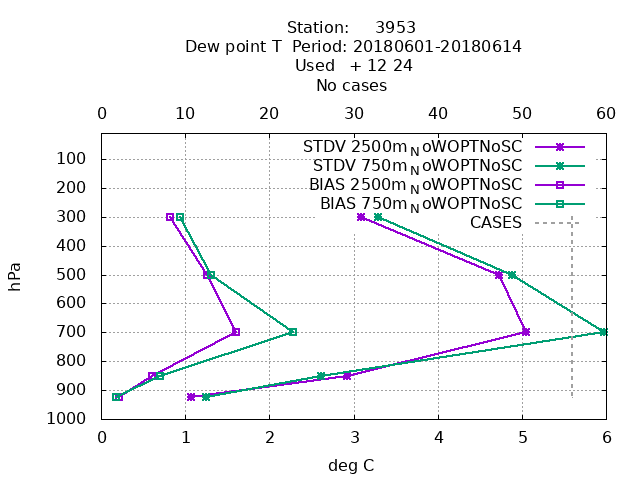 Station: 3953
Dew point T Period: 20180601-20180614
Used + 12 24
No cases
0 10 20 30 40 50 60
STDV 2500m_NoWOPTNoSC
STDV 750m_NoWOPTNoSC
BIAS 2500m_NoWOPTNoSC
BIAS 750m_NoWOPTNoSC
CASES
100
200
300
400
500
600
700
800
900
1000
hPa
0 1 2 3 4 5 6
deg C